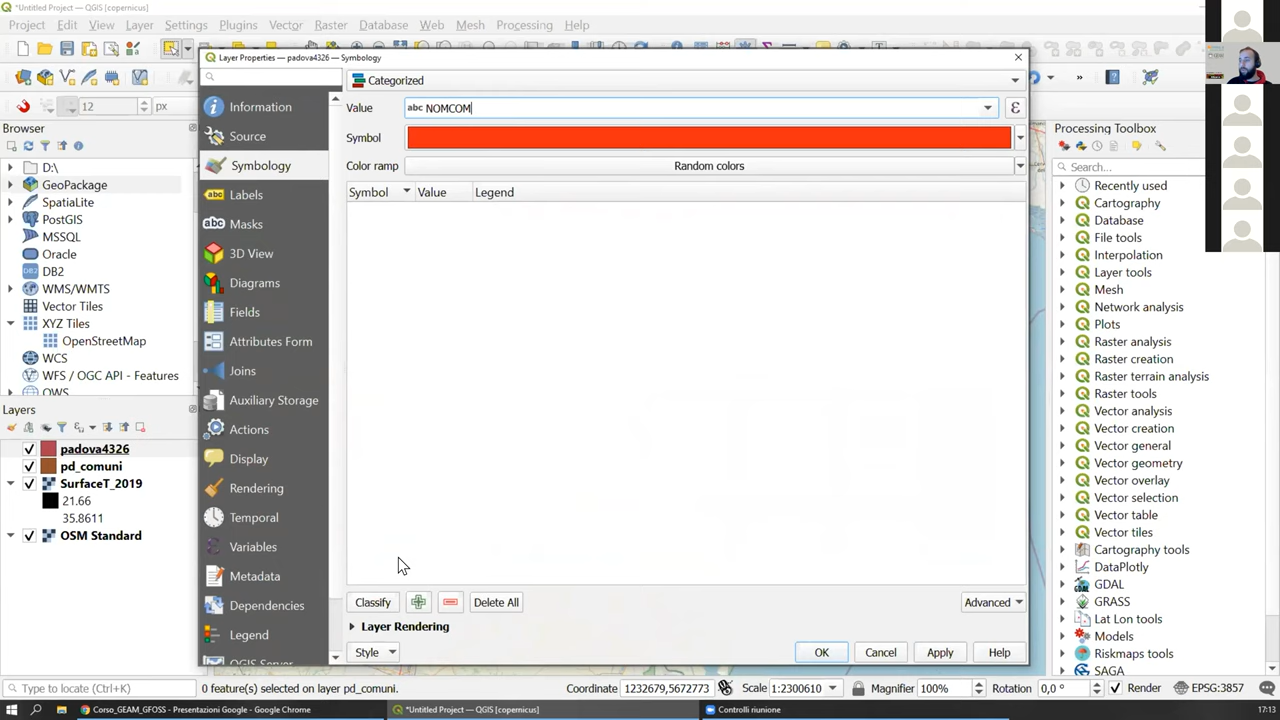 *Untitled Project — QGIS [copernicus]
Project Edit View Layer Settings Plugins Vector Raster Database Web Mesh Processing Help
Layer Properties — padova4326 — Symbology
Categorized
Information
Value abc NOMCOM
12 px
Source
Symbol
Browser
Processing Toolbox
Symbology
Color ramp Random colors
Search...
D:\
Recently used
GeoPackage
Labels
Symbol Value Legend
Cartography
SpatiaLite
Database
PostGIS
Masks
File tools
MSSQL
Interpolation
Oracle
3D View
Layer tools
DB2
Mesh
WMS/WMTS
Diagrams
Network analysis
Vector Tiles
Fields
Plots
XYZ Tiles
Raster analysis
OpenStreetMap
Attributes Form
Raster creation
WCS
Raster terrain analysis
WFS / OGC API - Features
Joins
Raster tools
OWS
Vector analysis
Layers
Auxiliary Storage
Vector creation
Actions
Vector general
padova4326
Display
Vector geometry
pd_comuni
Vector overlay
SurfaceT_2019
Rendering
Vector selection
21.66
Vector table
35.8611
Temporal
Vector tiles
OSM Standard
Variables
Cartography tools
DataPlotly
Metadata
GDAL
Dependencies
Classify Delete All Advanced
GRASS
Lat Lon tools
Legend
Layer Rendering
Models
QGIS Server
Style OK Cancel Apply Help
Riskmaps tools
SAGA
Type to locate (Ctrl+K) 0 feature(s) selected on layer pd_comuni. Coordinate 1232679,5672773 Scale 1:2300610 Magnifier 100% Rotation 0,0 ° Render EPSG:3857
Corso_GEAM_GFOSS - Presentazioni Google - Google Chrome *Untitled Project — QGIS [copernicus] Controlli riunione 17:13